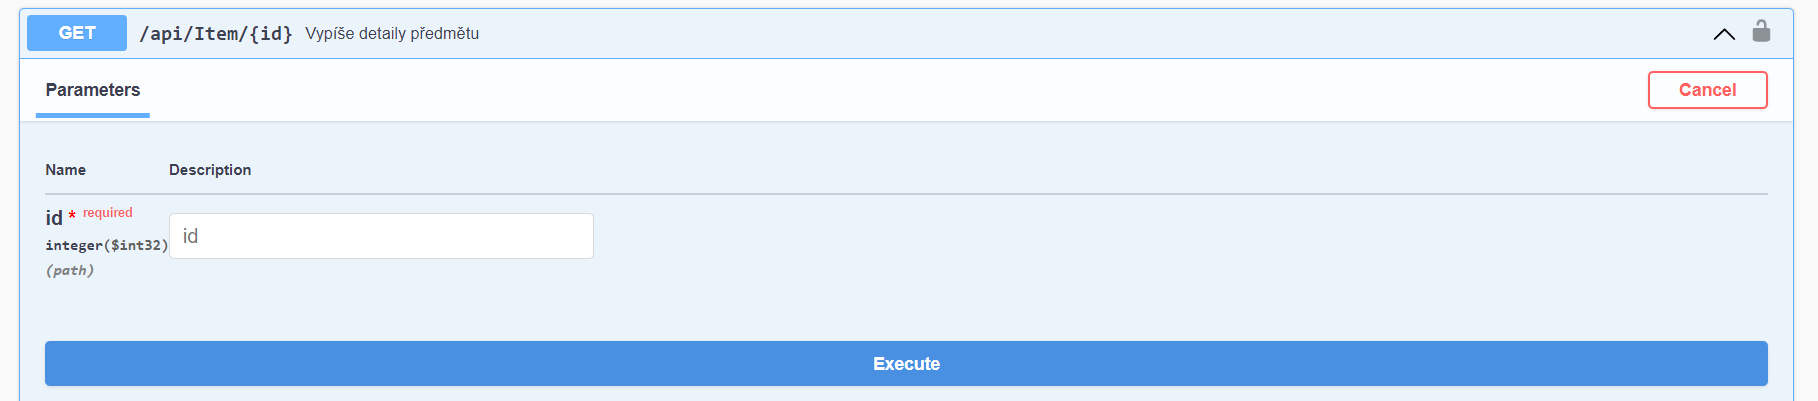 GET /api/Item/{id} Vypíše detaily předmětu
Parameters Cancel
Name Description
id * required
integer($int32)
(path)
id
Execute